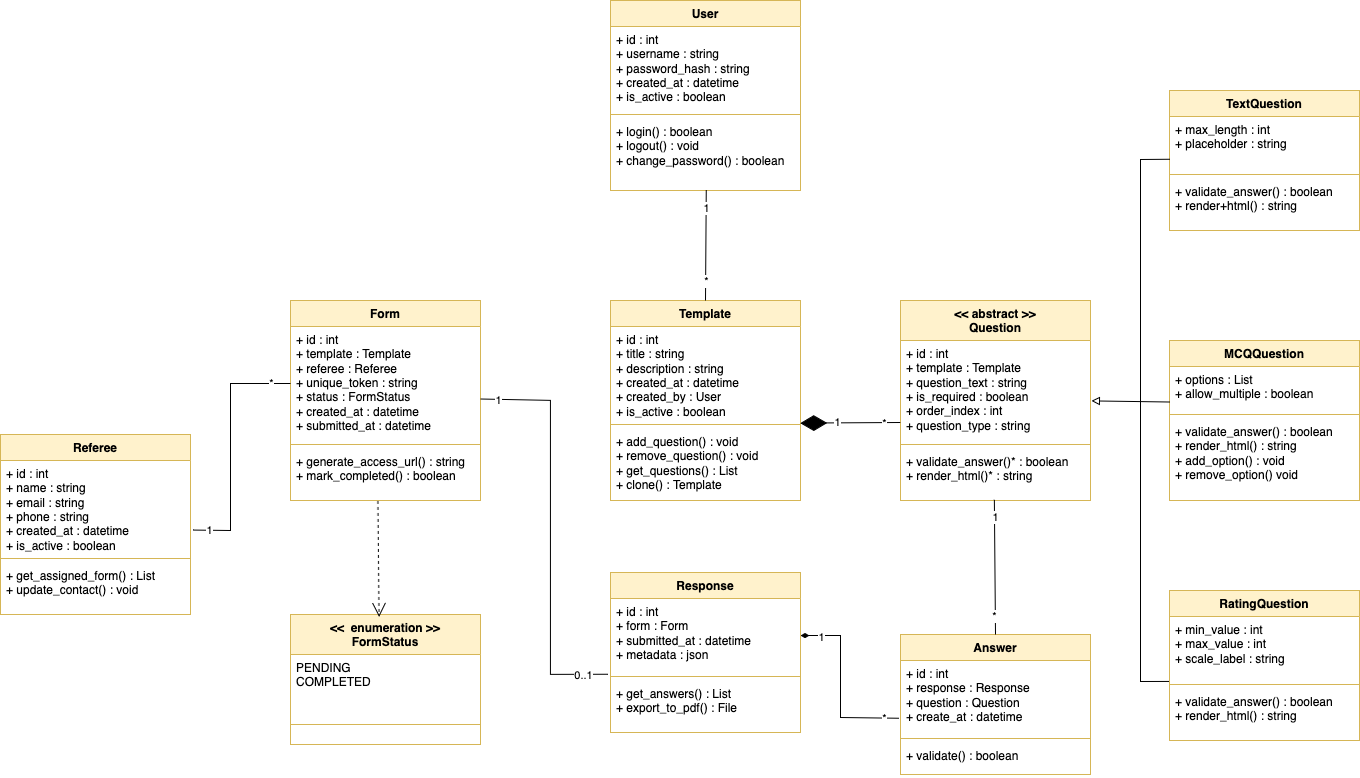 User
+ id : int
+ username : string
+ password_hash : string
+ created_at : datetime
+ is_active : boolean
+ login() : boolean
+ logout() : void
+ change_password() : boolean
1
*
TextQuestion
+ max_length : int
+ placeholder : string
+ validate_answer() : boolean
+ render+html() : string
Form
+ id : int
+ template : Template
+ referee : Referee
+ unique_token : string
+ status : FormStatus
+ created_at : datetime
+ submitted_at : datetime
+ generate_access_url() : string
+ mark_completed() : boolean
*
1
Template
+ id : int
+ title : string
+ description : string
+ created_at : datetime
+ created_by : User
+ is_active : boolean
+ add_question() : void
+ remove_question() : void
+ get_questions() : List
+ clone() : Template
1
*
<< abstract >>
Question
+ id : int
+ template : Template
+ question_text : string
+ is_required : boolean
+ order_index : int
+ question_type : string
+ validate_answer()* : boolean
+ render_html()* : string
1
*
MCQQuestion
+ options : List
+ allow_multiple : boolean
+ validate_answer() : boolean
+ render_html() : string
+ add_option() : void
+ remove_option() void
Referee
+ id : int
+ name : string
+ email : string
+ phone : string
+ created_at : datetime
+ is_active : boolean
+ get_assigned_form() : List
+ update_contact() : void
1
<< enumeration >>
FormStatus
PENDING
COMPLETED
0..1
Response
+ id : int
+ form : Form
+ submitted_at : datetime
+ metadata : json
+ get_answers() : List
+ export_to_pdf() : File
1
*
Answer
+ id : int
+ response : Response
+ question : Question
+ create_at : datetime
+ validate() : boolean
RatingQuestion
+ min_value : int
+ max_value : int
+ scale_label : string
+ validate_answer() : boolean
+ render_html() : string